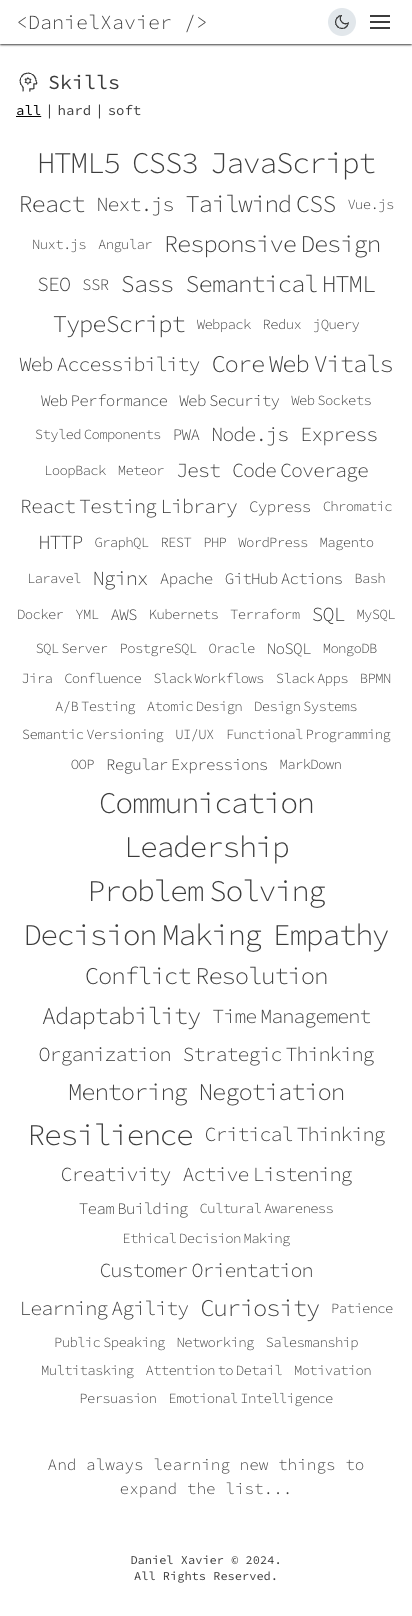 <DanielXavier />
Skills
all | hard | soft
HTML5 CSS3 JavaScript
React Next.js Tailwind CSS Vue.js
Nuxt.js Angular Responsive Design
SEO SSR Sass Semantical HTML
TypeScript Webpack Redux jQuery
Web Accessibility Core Web Vitals
Web Performance Web Security Web Sockets
Styled Components PWA Node.js Express
LoopBack Meteor Jest Code Coverage
React Testing Library Cypress Chromatic
HTTP GraphQL REST PHP WordPress Magento
Laravel Nginx Apache GitHub Actions Bash
Docker YML AWS Kubernetes Terraform SQL MySQL
SQL Server PostgreSQL Oracle NoSQL MongoDB
Jira Confluence Slack Workflows Slack Apps BPMN
A/B Testing Atomic Design Design Systems
Semantic Versioning UI/UX Functional Programming
OOP Regular Expressions MarkDown
Communication
Leadership
Problem Solving
Decision Making Empathy
Conflict Resolution
Adaptability Time Management
Organization Strategic Thinking
Mentoring Negotiation
Resilience Critical Thinking
Creativity Active Listening
Team Building Cultural Awareness
Ethical Decision Making
Customer Orientation
Learning Agility Curiosity Patience
Public Speaking Networking Salesmanship
Multitasking Attention to Detail Motivation
Persuasion Emotional Intelligence
And always learning new things to
expand the list...
Daniel Xavier © 2024.
All Rights Reserved.